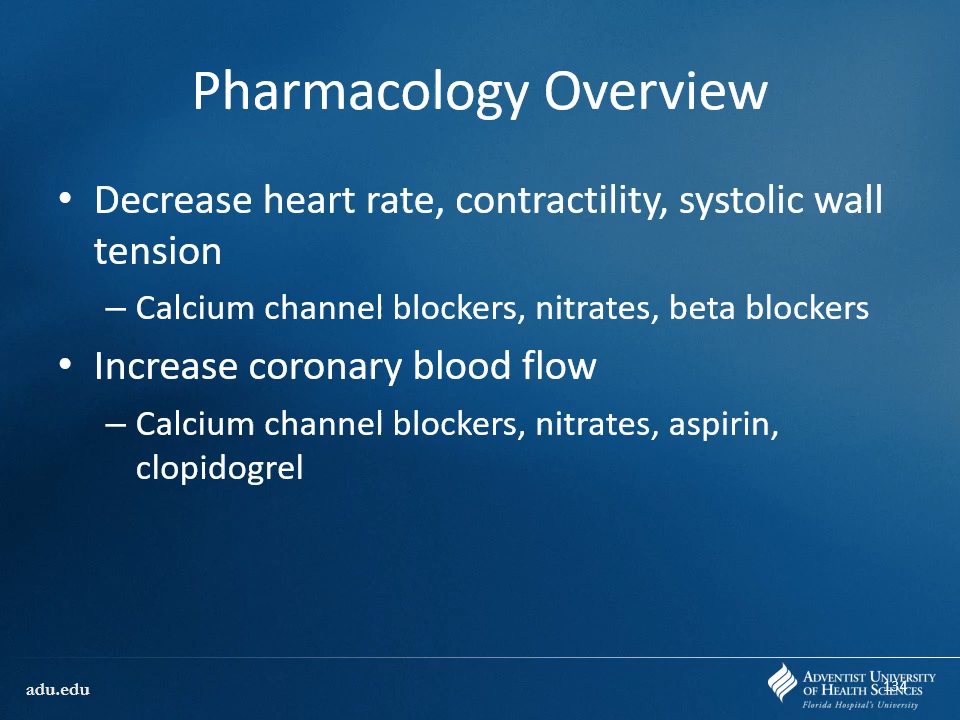 Pharmacology Overview
• Decrease heart rate, contractility, systolic wall
tension
– Calcium channel blockers, nitrates, beta blockers
• Increase coronary blood flow
– Calcium channel blockers, nitrates, aspirin,
clopidogrel
adu.edu
ADVENTIST UNIVERSITY
OF HEALTH SCIENCES
134
Florida Hospital's University